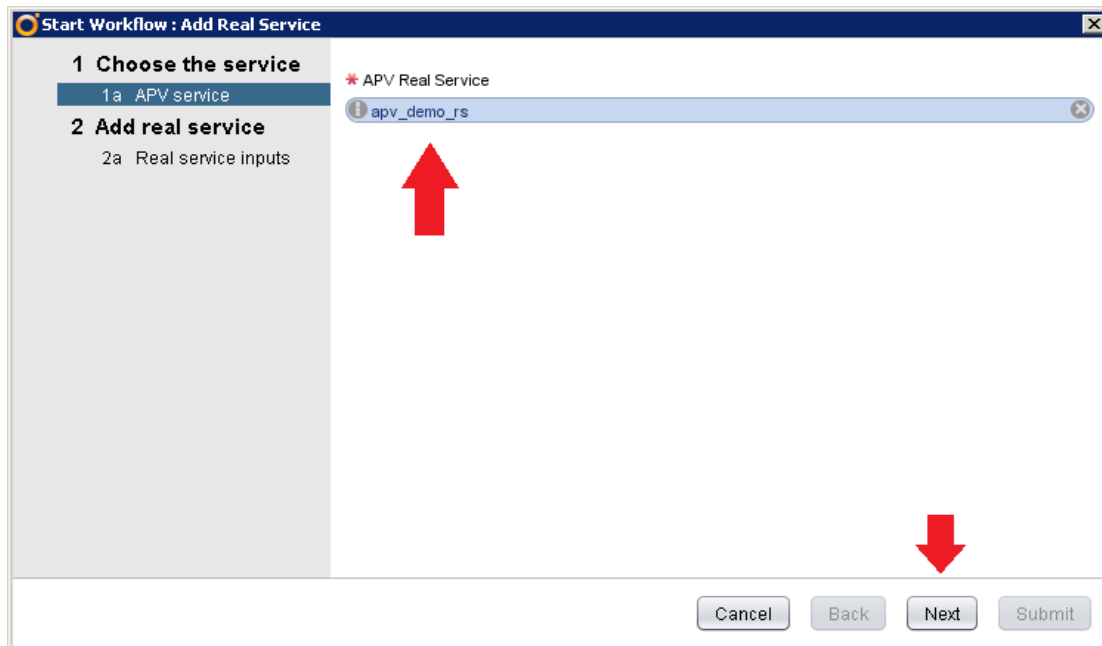 Start Workflow : Add Real Service
1 Choose the service
1a APV service
2 Add real service
2a Real service inputs
* APV Real Service
apv_demo_rs
Cancel
Back
Next
Submit